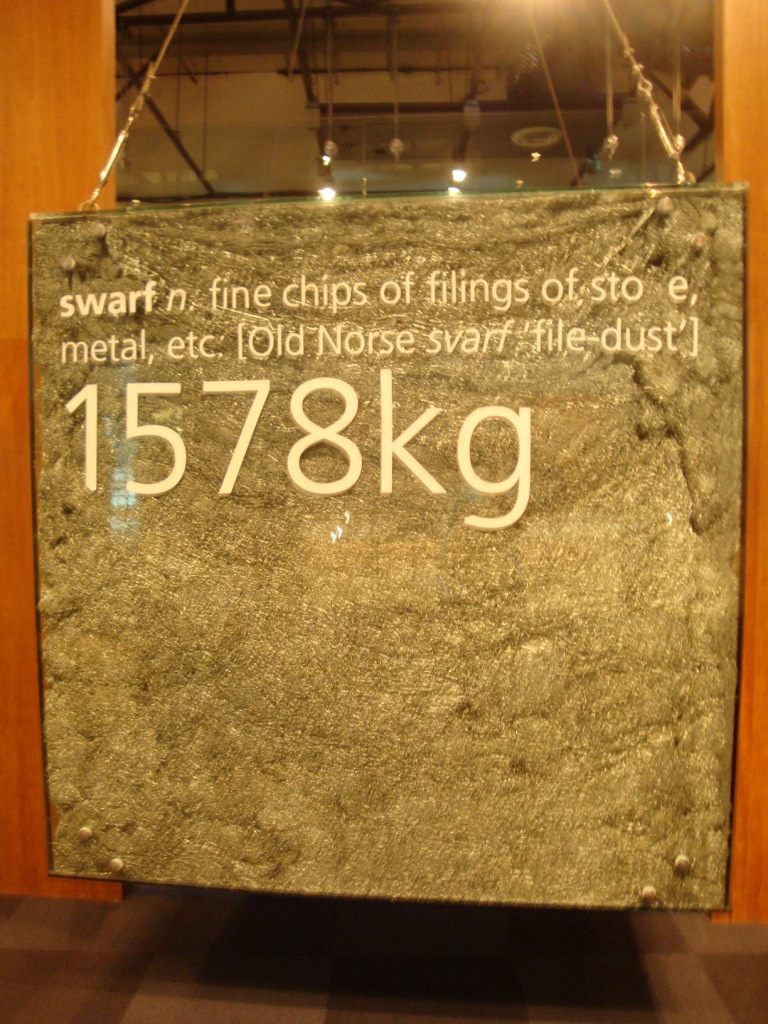 swarf n. fine chips of filings of sto e,
metal, etc. [Old Norse svarf 'file-dust']
1578kg